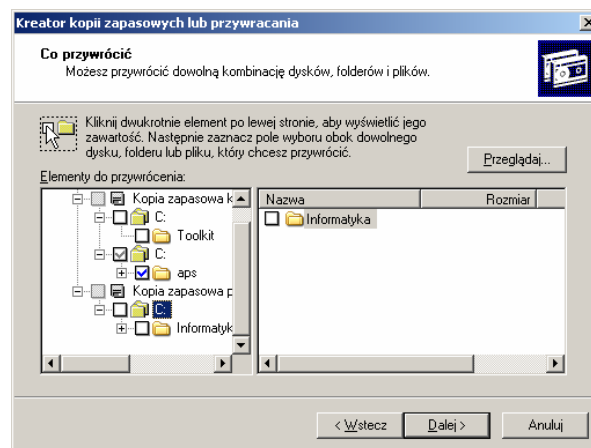 Kreator kopii zapasowych lub przywracania
Co przywrócić
Możesz przywrócić dowolną kombinację dysków, folderów i plików.
Kliknij dwukrotnie element po lewej stronie, aby wyświetlić jego
zawartość. Następnie zaznacz pole wyboru obok dowolnego
dysku, folderu lub pliku, który chcesz przywrócić.
Przeglądaj...
Elementy do przywrócenia:
Kopia zapasowa k
C:
Toolkit
C:
aps
Kopia zapasowa p
C:
Informatyk
Nazwa Rozmiar
Informatyka
< Wstecz Dalej > Anuluj